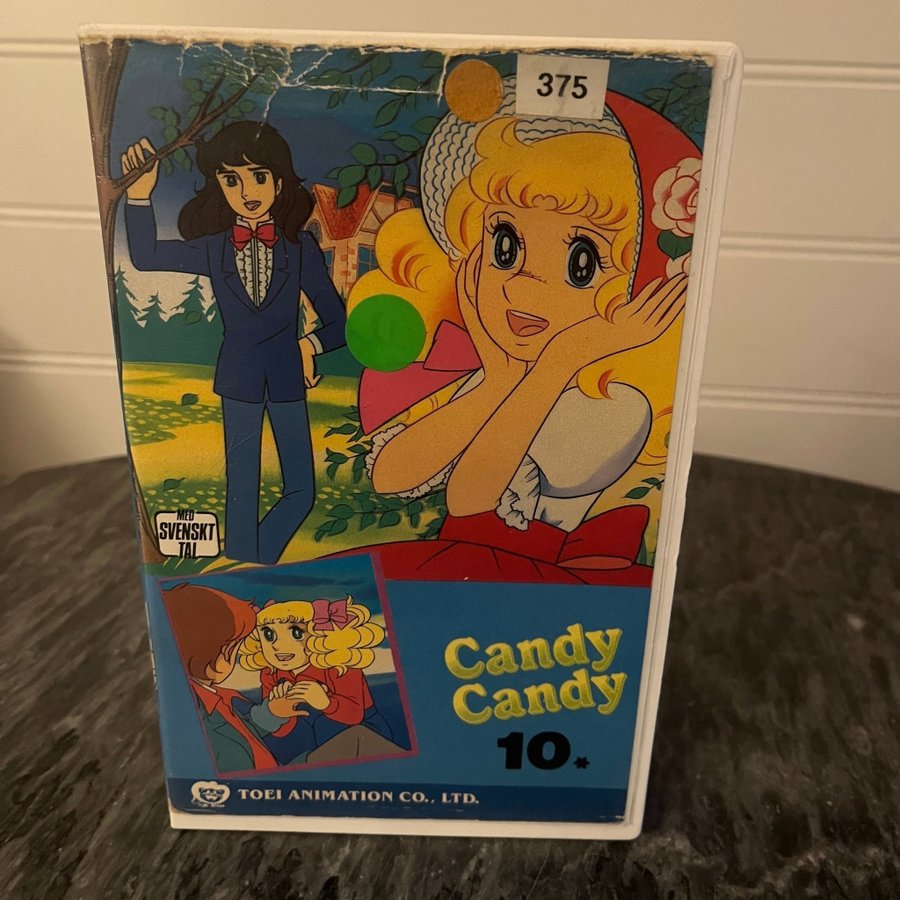 375
MED
SVENSKT
TAL
Candy
Candy
10.*
TOEI ANIMATION CO., LTD.